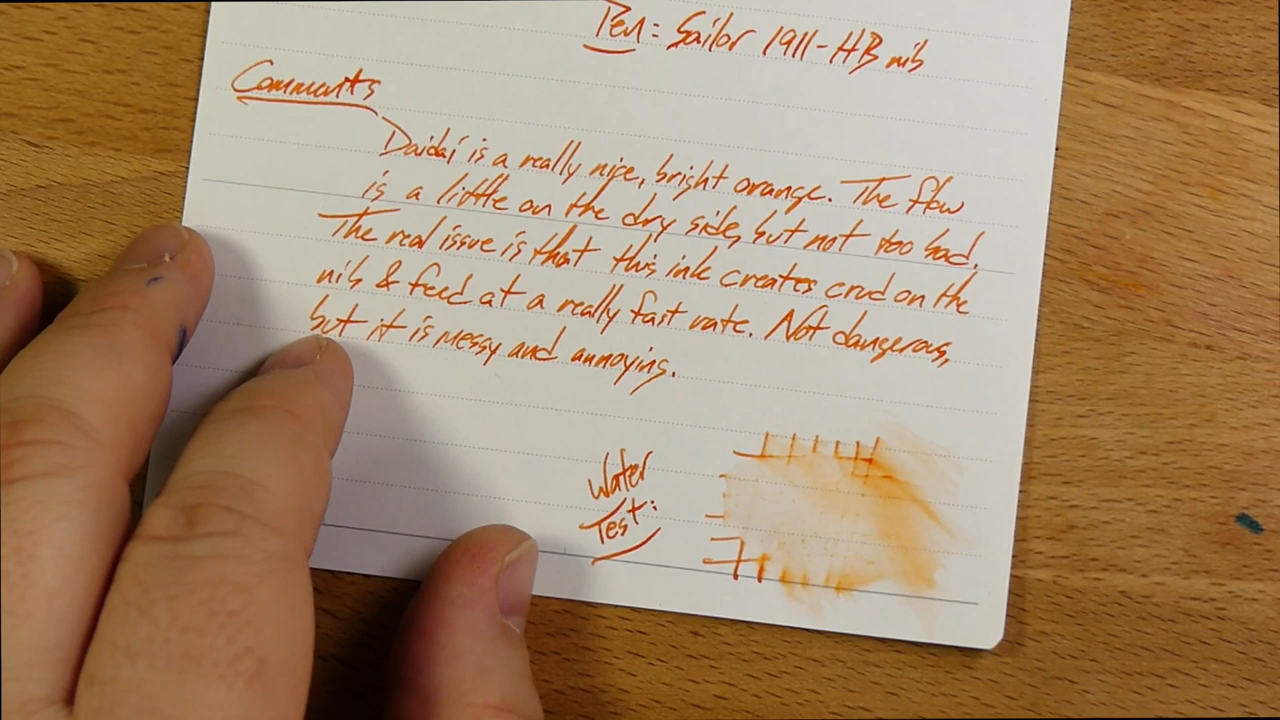 Pen: Sailor 1911-HB nib
Comments
Daidai is a really nice, bright orange. The flow
is a little on the dry side, but not too bad.
The real issue is that this ink creates crud on the
nib & feed at a really fast rate. Not dangerous,
but it is messy and annoying.
Water
Test: